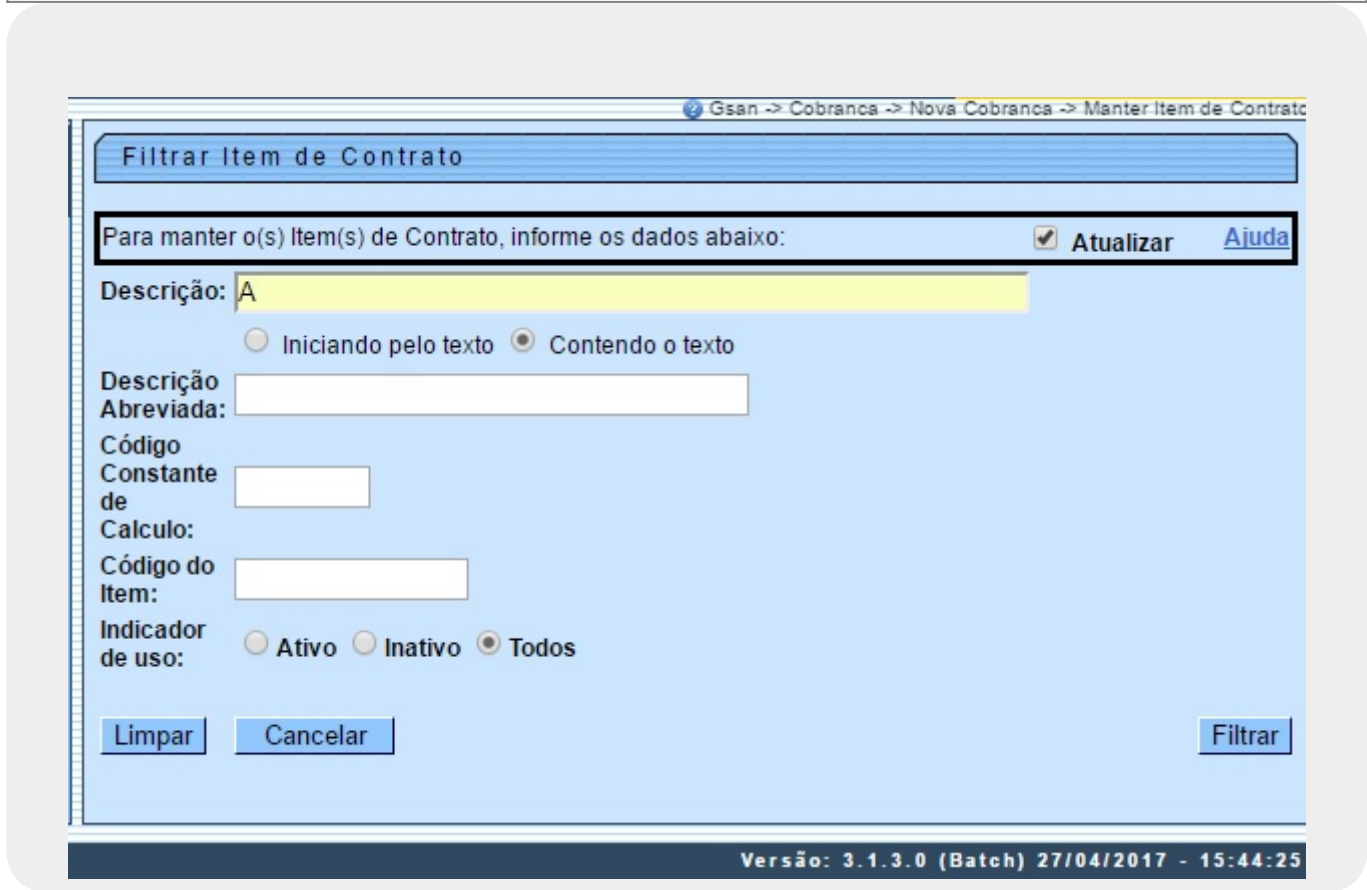 Gsan -> Cobranca -> Nova Cobranca -> Manter Item de Contrato
Filtrar Item de Contrato
Para manter o(s) Item(s) de Contrato, informe os dados abaixo: Atualizar Ajuda
Descrição: A
Iniciando pelo texto Contendo o texto
Descrição
Abreviada:
Código
Constante
de
Calculo:
Código do
Item:
Indicador
de uso: Ativo Inativo Todos
Limpar Cancelar Filtrar
Versão: 3.1.3.0 (Batch) 27/04/2017 - 15:44:25